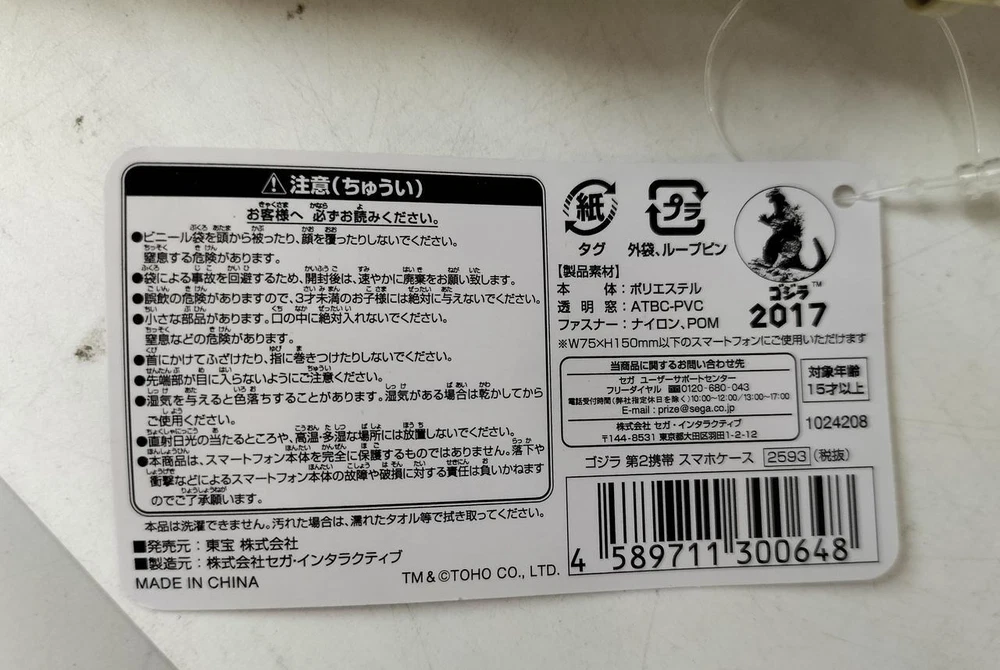 ⚠注意(ちゅうい)
お客様へ 必ずお読みください。
●ビニール袋を頭から被ったり、顔を覆ったりしないでください。
窒息する危険があります。
●袋による事故を回避するため、開封後は、速やかに廃棄をお願い致します。
●誤飲の危険がありますので、3才未満のお子様には絶対に与えないでください。
●小さな部品があります。口の中に絶対入れないでください。
窒息などの危険があります。
●首にかけてふざけたり、指に巻きつけたりしないでください。
●先端部が目に入らないようにご注意ください。
●湿気を与えると色落ちすることがあります。湿気がある場合は乾かしてから
ご使用ください。
●直射日光の当たるところや、高温・多湿な場所には放置しないでください。
●本商品は、スマートフォン本体を完全に保護するものではありません。落下や
衝撃などによるスマートフォン本体の故障や破損に対する責任は負いかねます
のでご了承願います。
本品は洗濯できません。汚れた場合は、濡れたタオル等で拭き取ってください。
■発売元：東宝 株式会社
■製造元：株式会社セガ・インタラクティブ
MADE IN CHINA
TM & ©TOHO CO., LTD.
紙
タグ
プラ
外袋、ループピン
ゴジラ™
2017
【製品素材】
本体：ポリエステル
透明窓：ATBC-PVC
ファスナー：ナイロン、POM
※W75×H150mm以下のスマートフォンにご使用いただけます
当商品に関するお問い合わせ先
セガ ユーザーサポートセンター
フリーダイヤル 0120-680-043
電話受付時間(弊社指定休日を除く)10:00~12:00/13:00~17:00
E-mail : prize@sega.co.jp
株式会社 セガ・インタラクティブ
〒144-8531 東京都大田区羽田1-2-12
対象年齢
15才以上
1024208
ゴジラ 第2携帯 スマホケース 2593 (税抜)
4 589711 300648